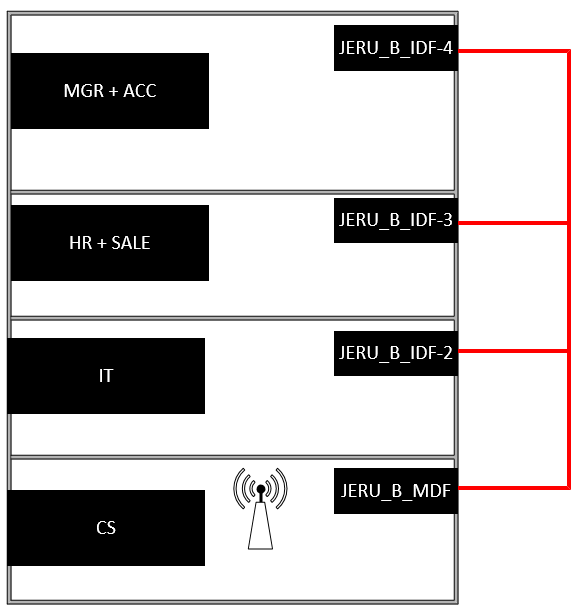 JERU_B_IDF-4
MGR + ACC
JERU_B_IDF-3
HR + SALE
JERU_B_IDF-2
IT
JERU_B_MDF
CS